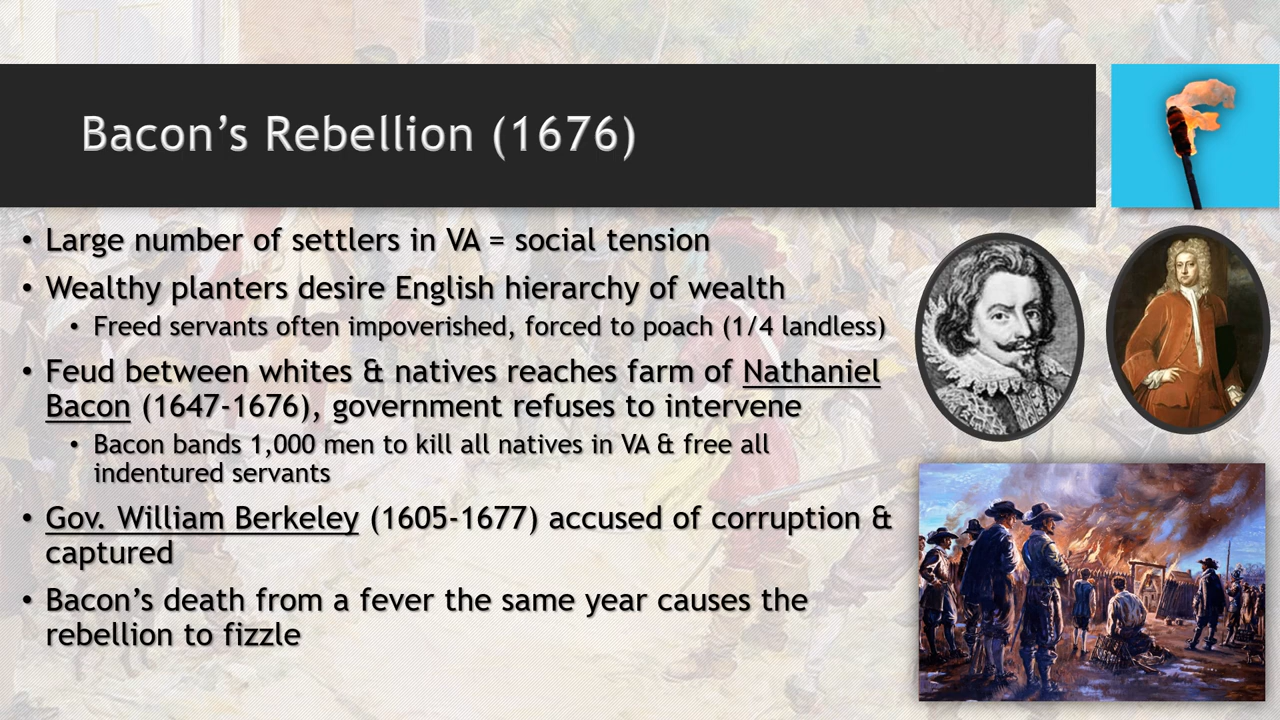 Bacon’s Rebellion (1676)
• Large number of settlers in VA = social tension
• Wealthy planters desire English hierarchy of wealth
• Freed servants often impoverished, forced to poach (1/4 landless)
• Feud between whites & natives reaches farm of Nathaniel
Bacon (1647-1676), government refuses to intervene
• Bacon bands 1,000 men to kill all natives in VA & free all
indentured servants
• Gov. William Berkeley (1605-1677) accused of corruption &
captured
• Bacon’s death from a fever the same year causes the
rebellion to fizzle